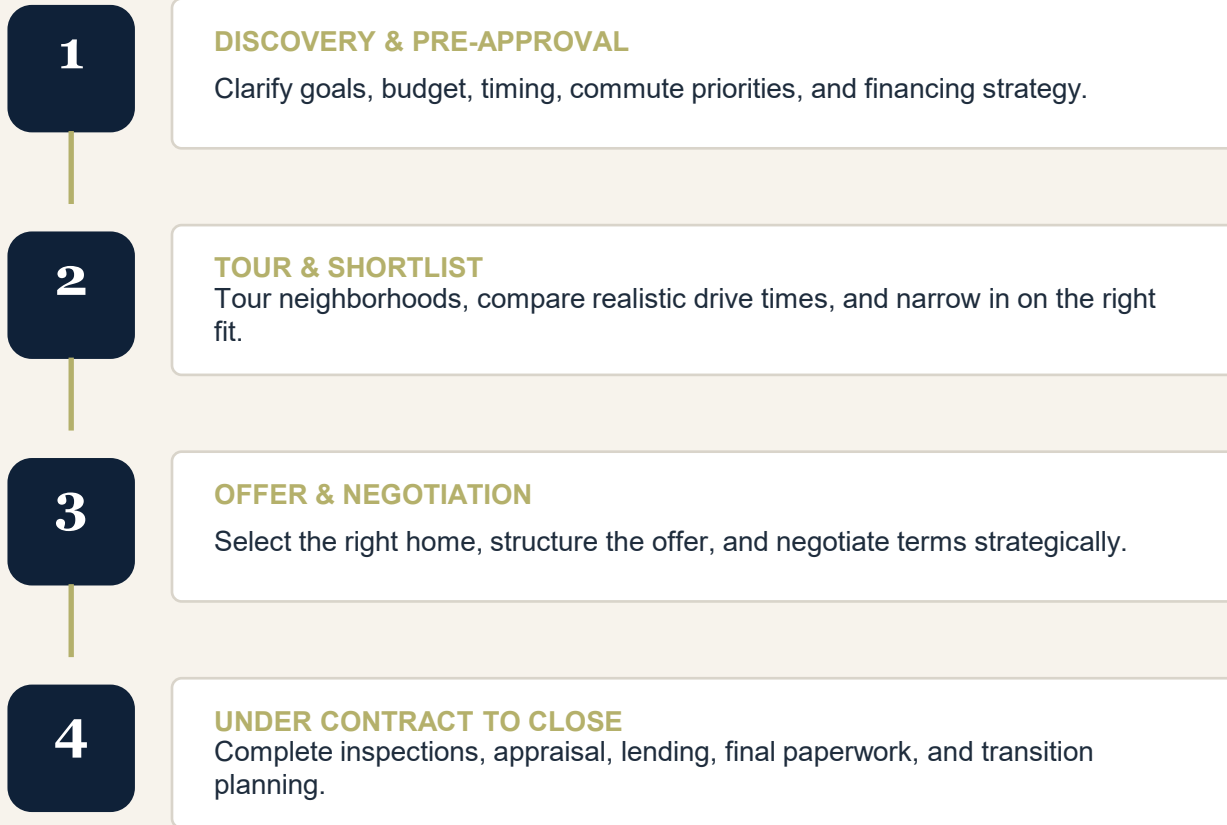 1
DISCOVERY & PRE-APPROVAL
Clarify goals, budget, timing, commute priorities, and financing strategy.
2
TOUR & SHORTLIST
Tour neighborhoods, compare realistic drive times, and narrow in on the right
fit.
3
OFFER & NEGOTIATION
Select the right home, structure the offer, and negotiate terms strategically.
4
UNDER CONTRACT TO CLOSE
Complete inspections, appraisal, lending, final paperwork, and transition
planning.